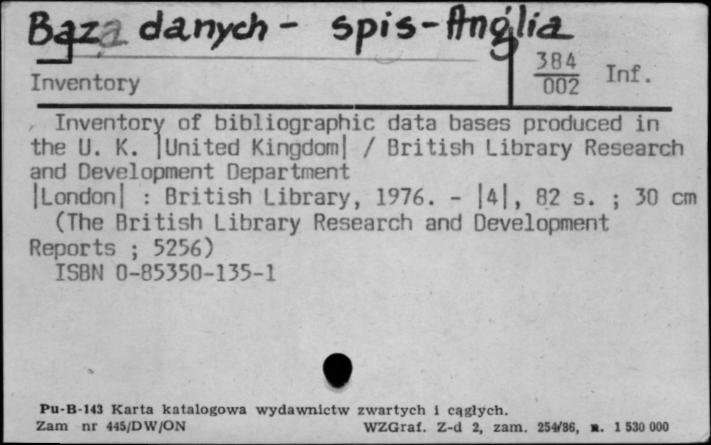 Baza danych - spis - Anglia
Inventory
384
002 Inf.
Inventory of bibliographic data bases produced in
the U. K. |United Kingdom| / British Library Research
and Development Department
|London| : British Library, 1976. - |4|, 82 s. ; 30 cm
(The British Library Research and Development
Reports ; 5256)
ISBN 0-85350-135-1
Pu-B-143 Karta katalogowa wydawnictw zwartych i ciągłych.
Zam nr 445/DW/ON WZGraf. Z-d 2, zam. 254/86, n. 1 530 000